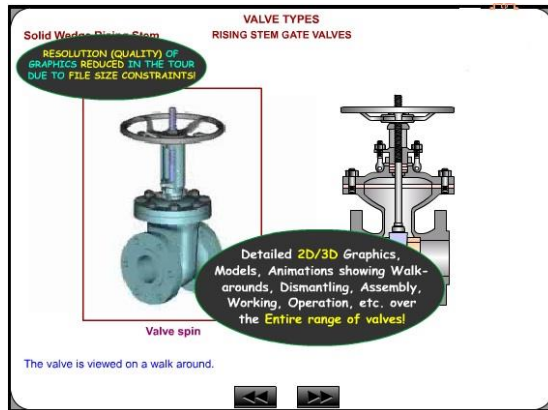 VALVE TYPES
Solid Wedge Rising Stem
RISING STEM GATE VALVES
RESOLUTION (QUALITY) OF
GRAPHICS REDUCED IN THE TOUR
DUE TO FILE SIZE CONSTRAINTS!
Detailed 2D/3D Graphics,
Models, Animations showing Walk-
arounds, Dismantling, Assembly,
Working, Operation, etc. over
the Entire range of valves!
Valve spin
The valve is viewed on a walk around.